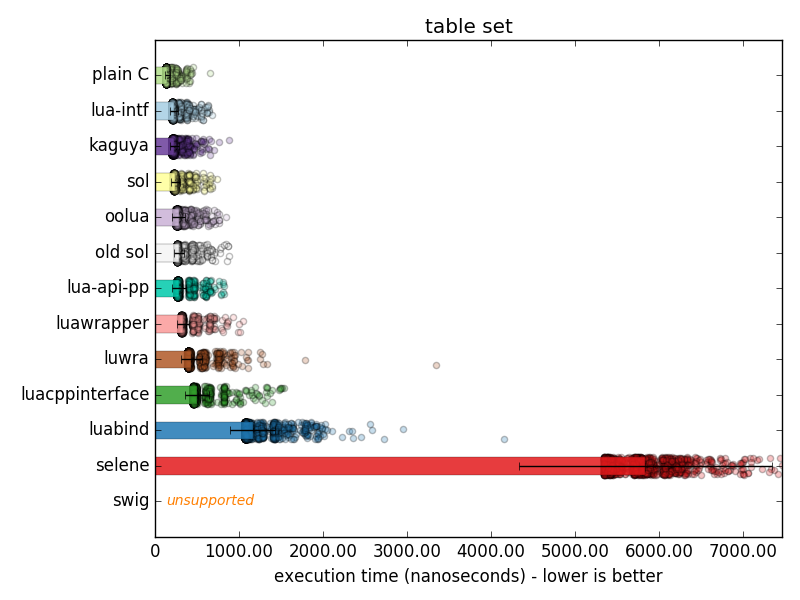 table set
plain C
lua-intf
kaguya
sol
oolua
old sol
lua-api-pp
luawrapper
luwra
luacppinterface
luabind
selene
swig unsupported
0 1000.00 2000.00 3000.00 4000.00 5000.00 6000.00 7000.00
execution time (nanoseconds) - lower is better